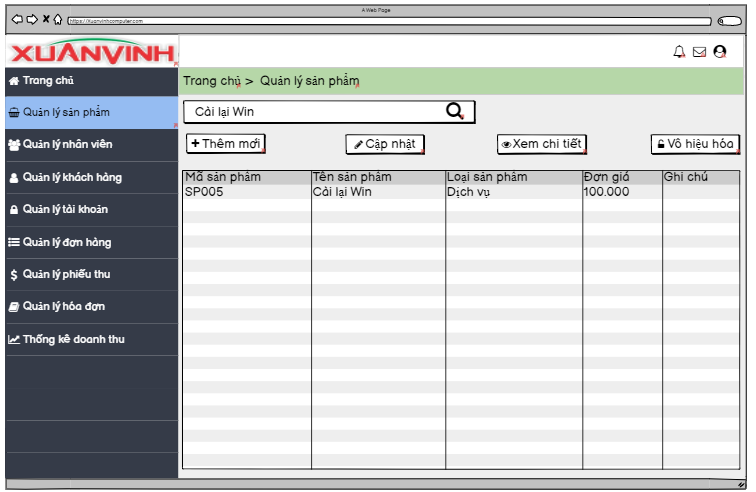 A Web Page
https://Xuanvinhcomputer.com
XUÂNVINH
Trang chủ
Quản lý sản phẩm
Quản lý nhân viên
Quản lý khách hàng
Quản lý tài khoản
Quản lý đơn hàng
Quản lý phiếu thu
Quản lý hóa đơn
Thống kê doanh thu
Trang chủ > Quản lý sản phẩm
Cài lại Win
Thêm mới Cập nhật Xem chi tiết Vô hiệu hóa
Mã sản phẩm Tên sản phẩm Loại sản phẩm Đơn giá Ghi chú
SP005 Cài lại Win Dịch vụ 100.000